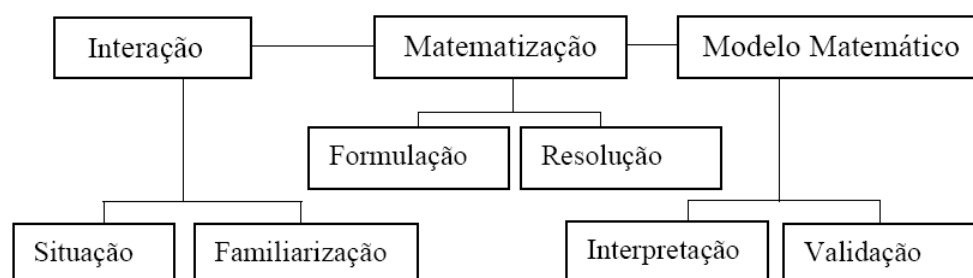 Interação
Matematização
Modelo Matemático
Formulação
Resolução
Situação
Familiarização
Interpretação
Validação